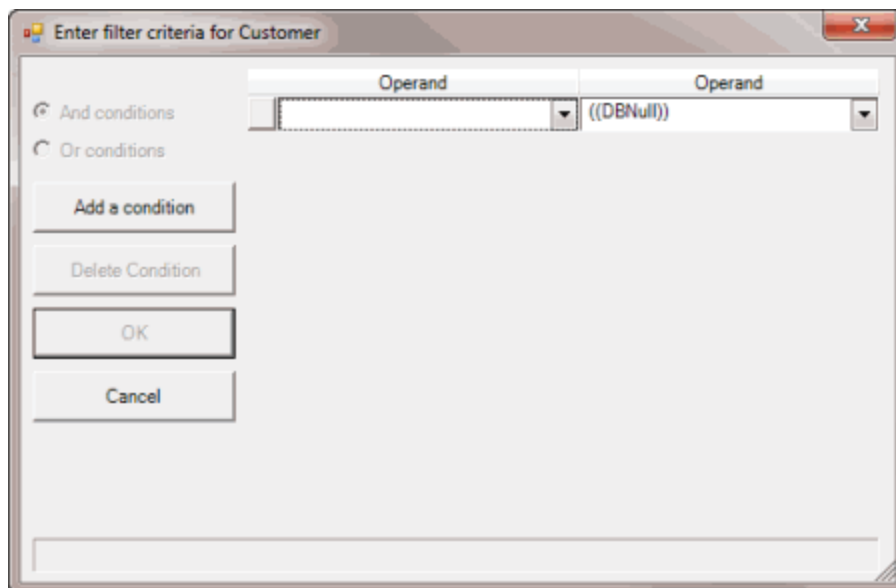 Enter filter criteria for Customer
Operand Operand
And conditions
((DBNull))
Or conditions
Add a condition
Delete Condition
OK
Cancel